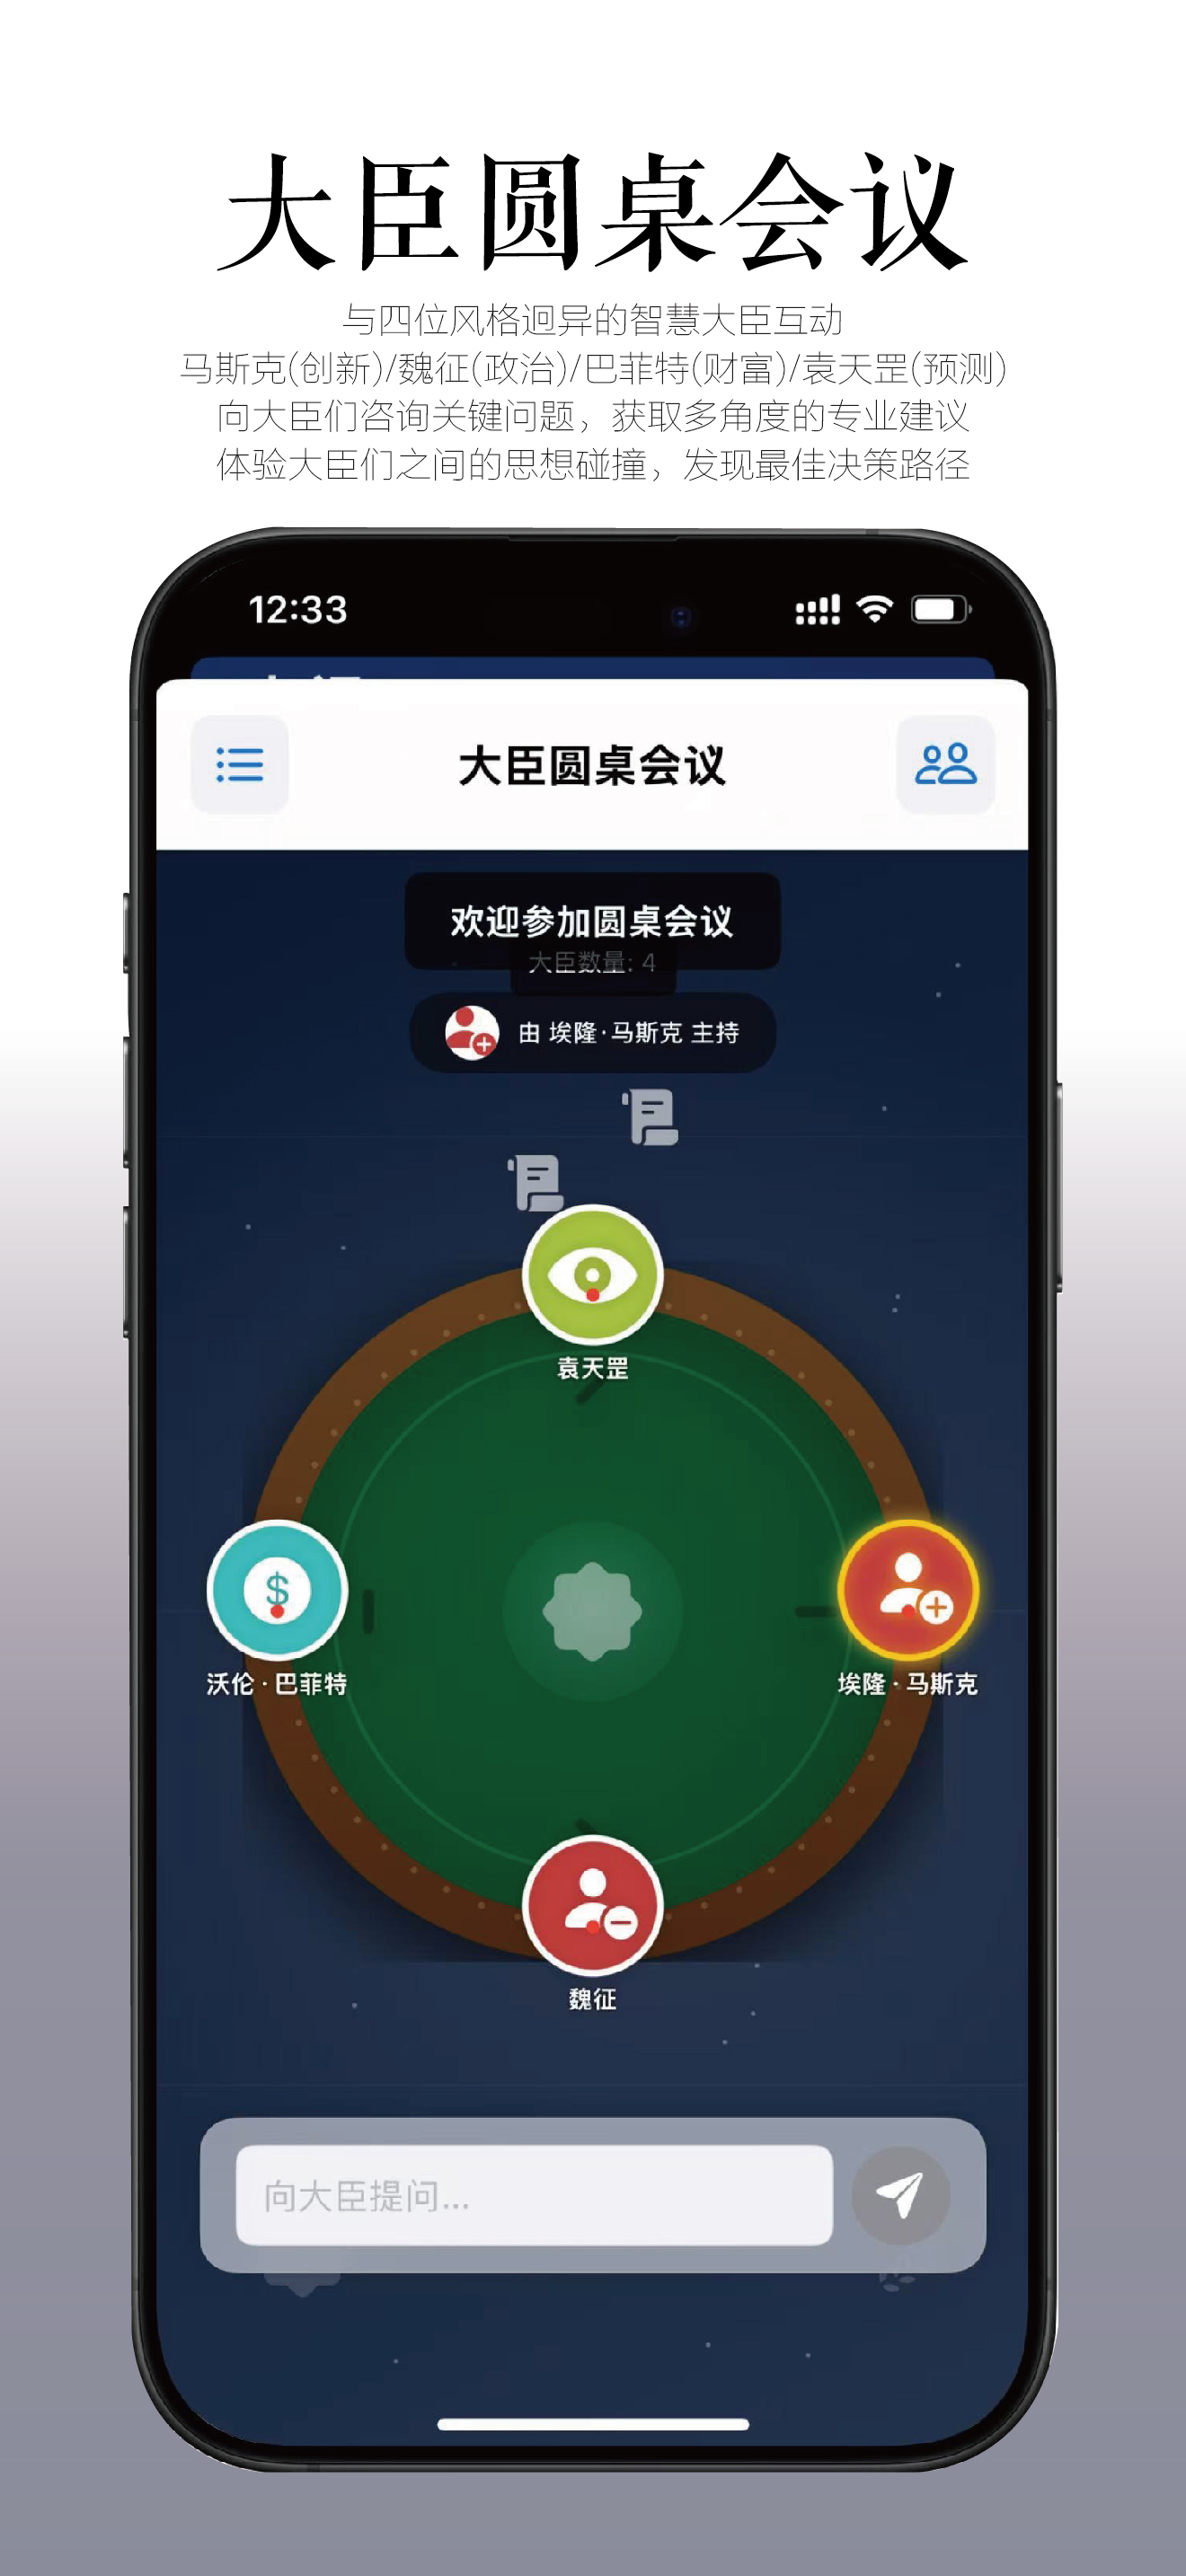 大臣圆桌会议
与四位风格迥异的智慧大臣互动
马斯克(创新)/魏征(政治)/巴菲特(财富)/袁天罡(预测)
向大臣们咨询关键问题，获取多角度的专业建议
体验大臣们之间的思想碰撞，发现最佳决策路径
12:33
大臣圆桌会议
欢迎参加圆桌会议
大臣数量: 4
由 埃隆·马斯克 主持
袁天罡
$
沃伦·巴菲特
埃隆·马斯克
魏征
向大臣提问...